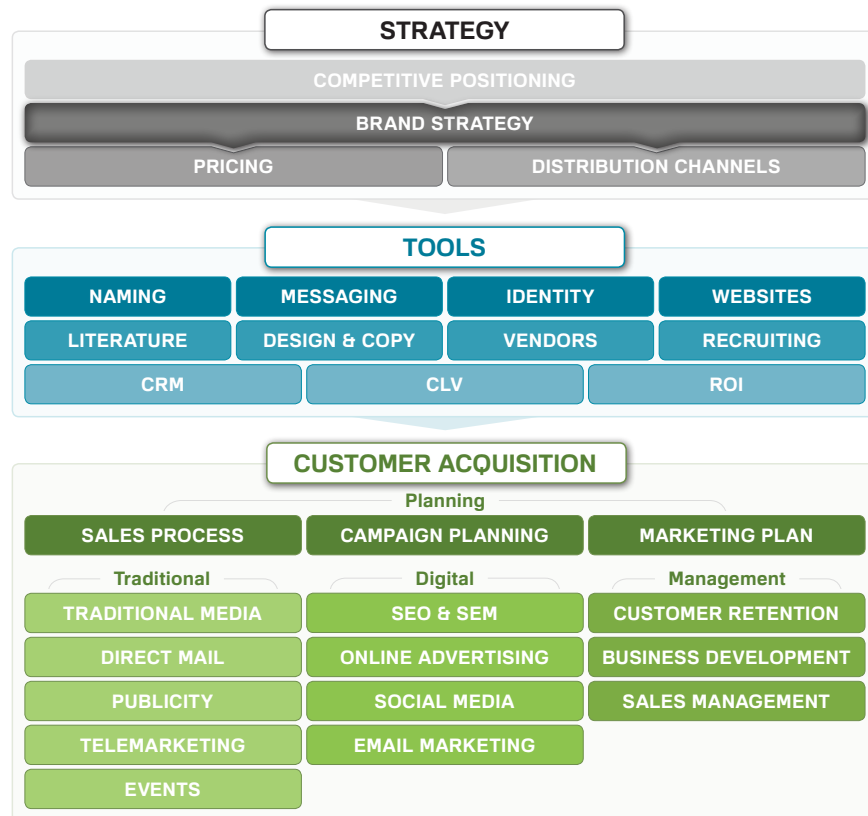 STRATEGY
COMPETITIVE POSITIONING
BRAND STRATEGY
PRICING
DISTRIBUTION CHANNELS
TOOLS
NAMING
MESSAGING
IDENTITY
WEBSITES
LITERATURE
DESIGN & COPY
VENDORS
RECRUITING
CRM
CLV
ROI
CUSTOMER ACQUISITION
Planning
SALES PROCESS
CAMPAIGN PLANNING
MARKETING PLAN
Traditional
TRADITIONAL MEDIA
DIRECT MAIL
PUBLICITY
TELEMARKETING
EVENTS
Digital
SEO & SEM
ONLINE ADVERTISING
SOCIAL MEDIA
EMAIL MARKETING
Management
CUSTOMER RETENTION
BUSINESS DEVELOPMENT
SALES MANAGEMENT